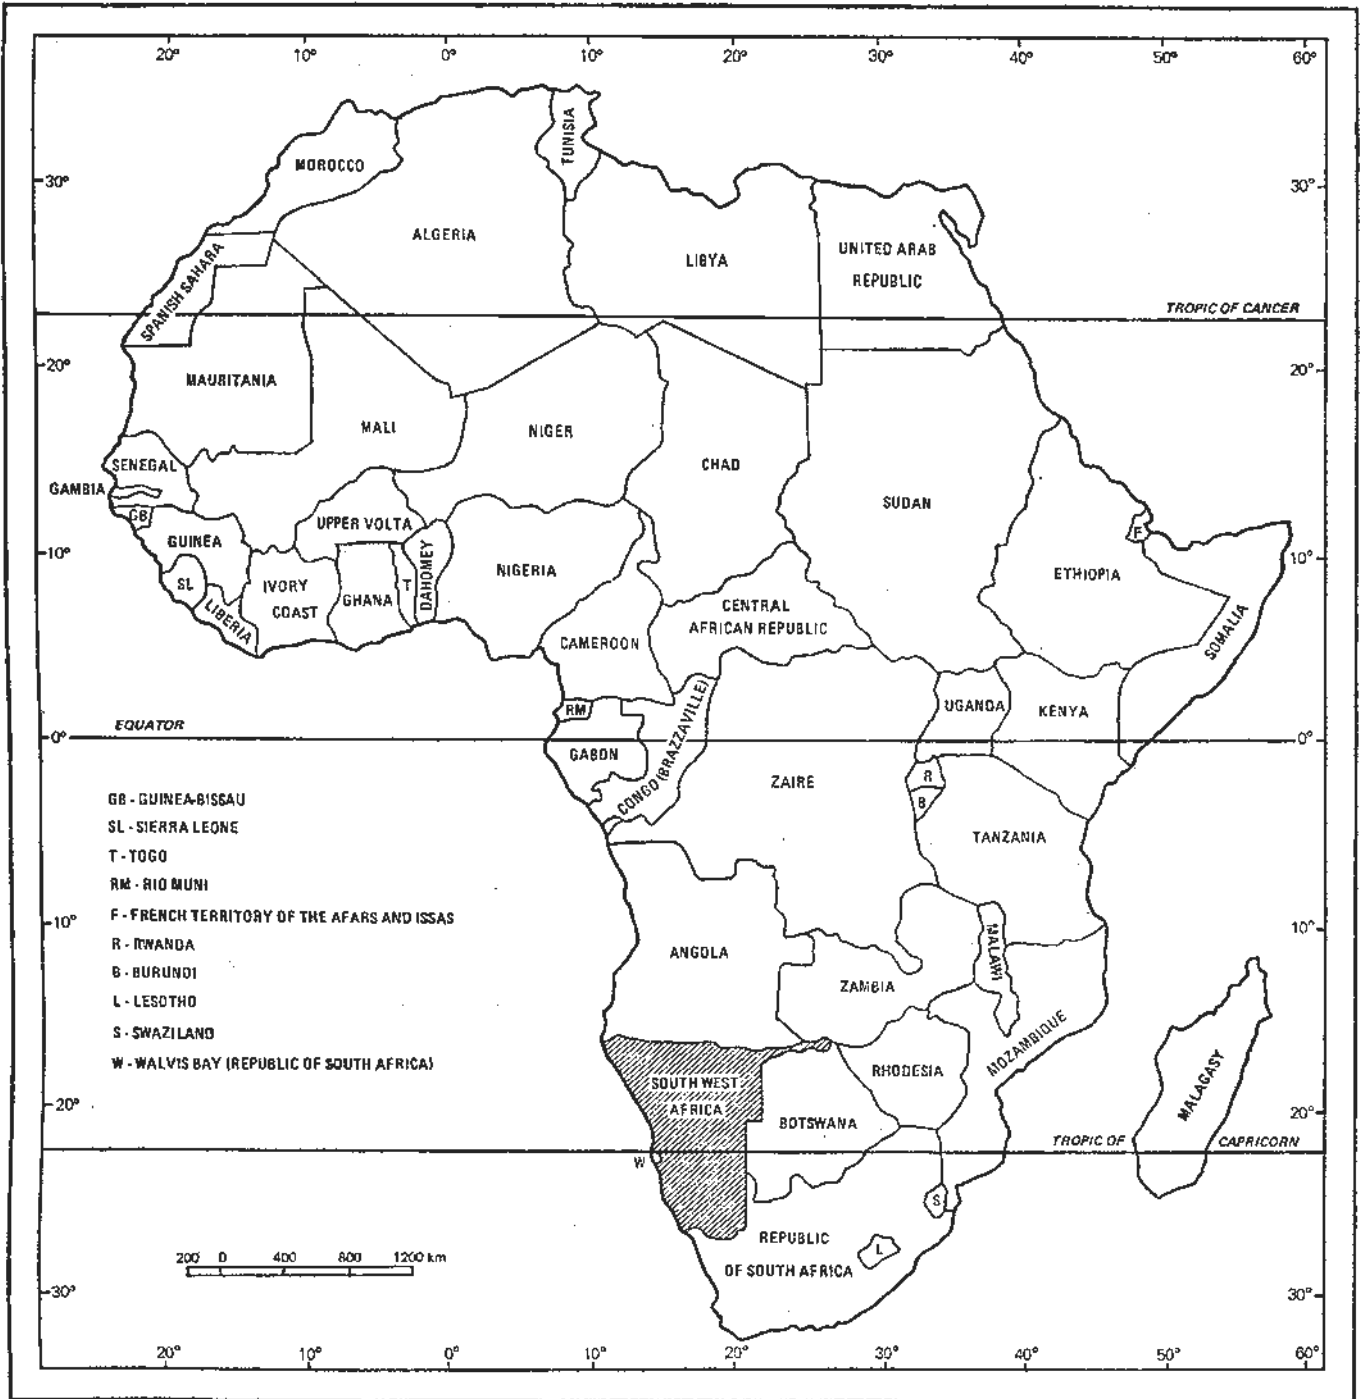 20° 10° 0° 10° 20° 30° 40° 50° 60°
TUNISIA
MOROCCO
30° 30°
ALGERIA
LIBYA
UNITED ARAB
REPUBLIC
SPANISH SAHARA
TROPIC OF CANCER
20° 20°
MAURITANIA
MALI
NIGER
CHAD
SENEGAL
GAMBIA
SUDAN
GB
UPPER VOLTA
F
GUINEA
10° 10°
NIGERIA
ETHIOPIA
SL
IVORY
COAST
GHANA
T
DAHOMEY
LIBERIA
CENTRAL
AFRICAN REPUBLIC
CAMEROON
SOMALIA
RM
UGANDA
KENYA
EQUATOR
0° 0°
GABON
CONGO (BRAZZAVILLE)
ZAIRE
R
B
TANZANIA
GB - GUINEA-BISSAU
SL - SIERRA LEONE
T - TOGO
RM - RIO MUNI
F - FRENCH TERRITORY OF THE AFARS AND ISSAS
R - RWANDA
B - BURUNDI
L - LESOTHO
S - SWAZILAND
W - WALVIS BAY (REPUBLIC OF SOUTH AFRICA)
10° 10°
ANGOLA
MALAWI
ZAMBIA
MOZAMBIQUE
RHODESIA
MALAGASY
SOUTH WEST
AFRICA
20° 20°
BOTSWANA
TROPIC OF CAPRICORN
W
S
REPUBLIC
OF SOUTH AFRICA
L
200 0 400 800 1200 km
30° 30°
20° 10° 0° 10° 20° 30° 40° 50° 60°